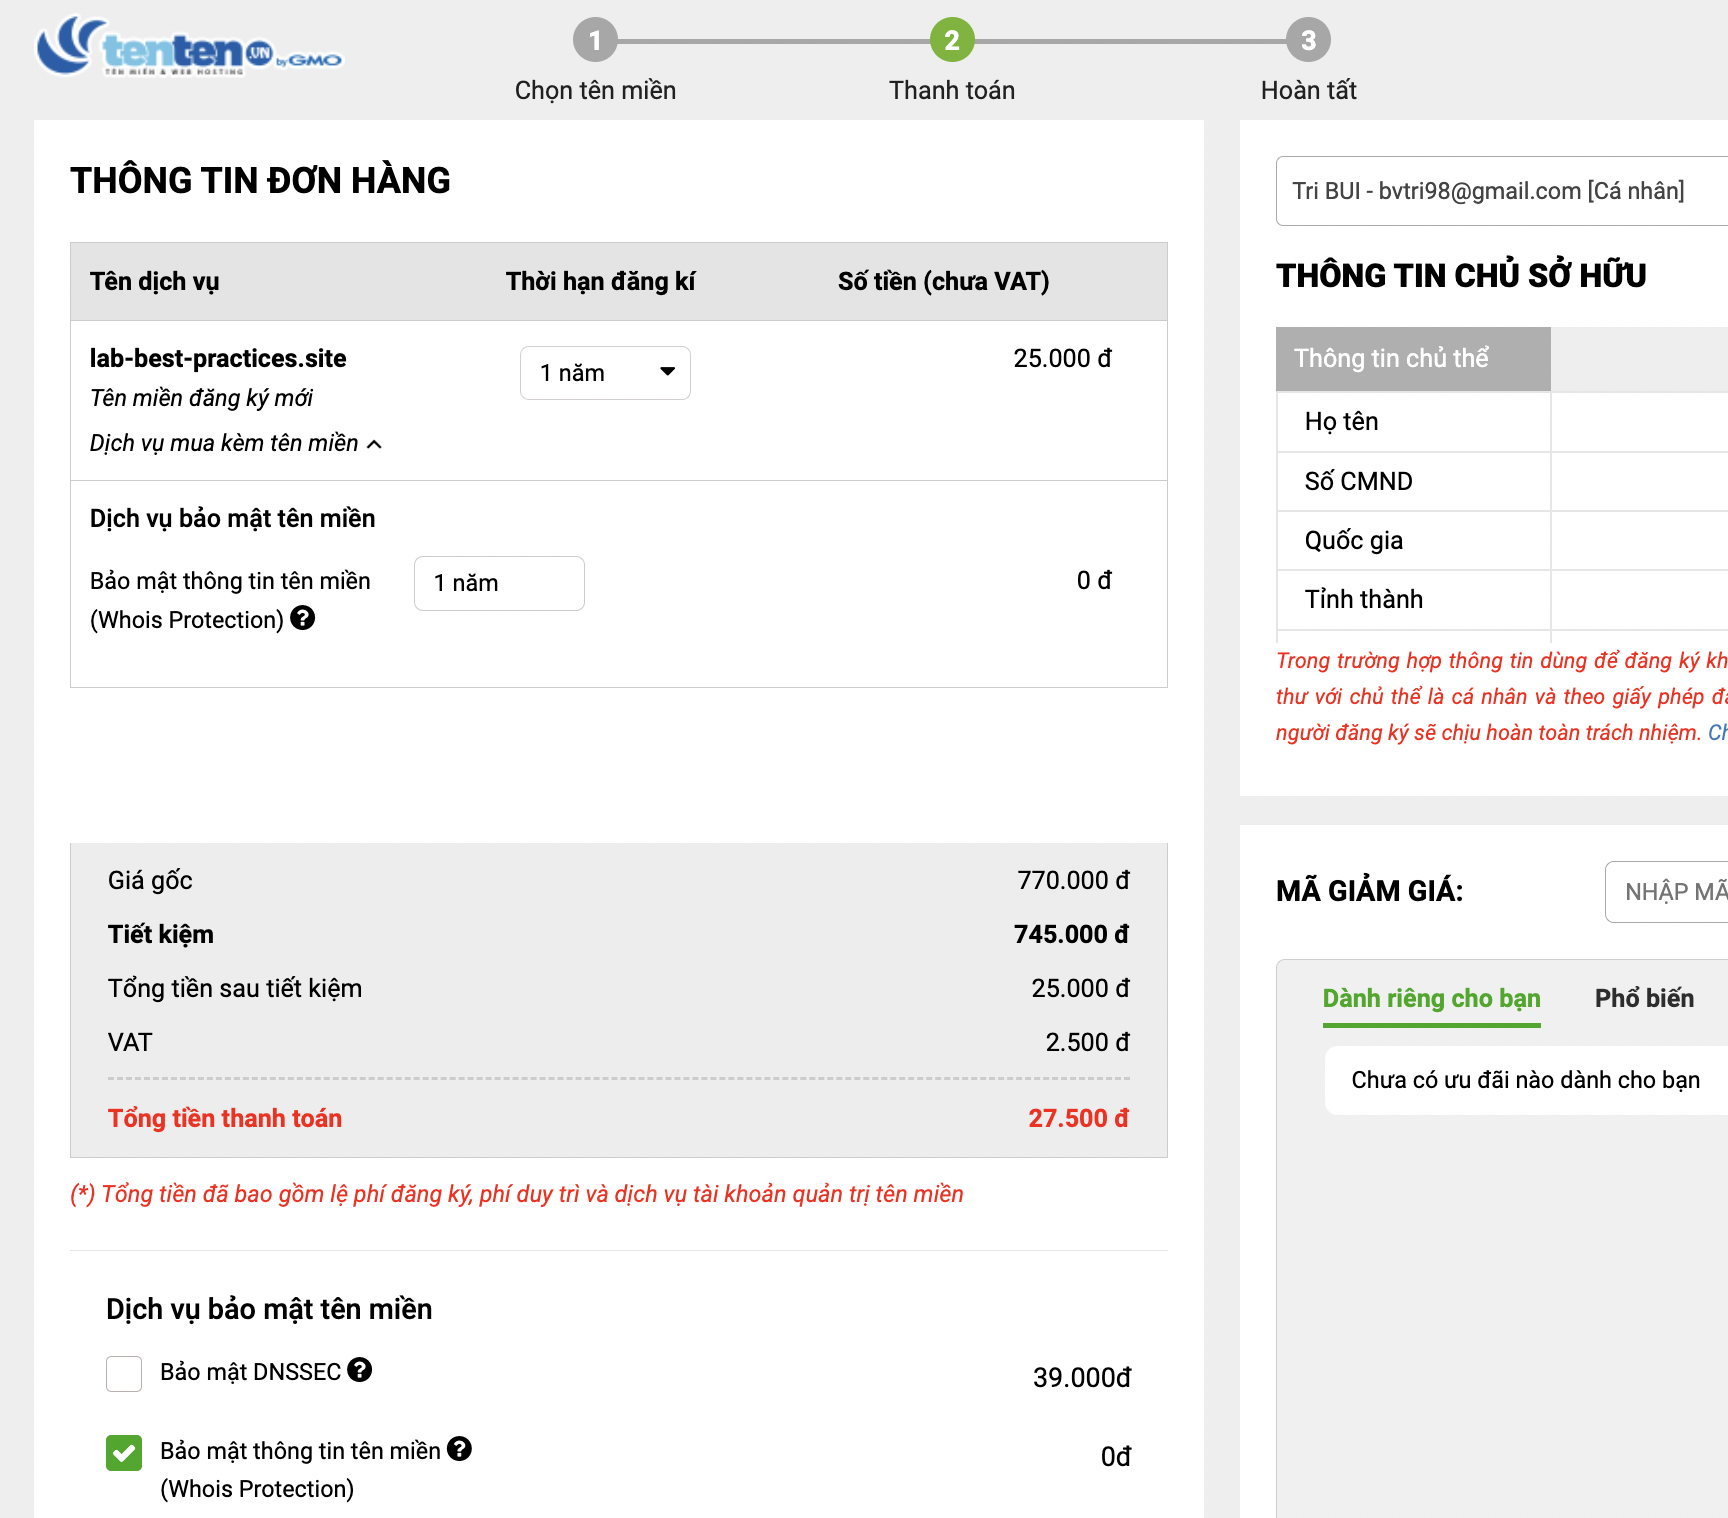 tenten.VN by GMO
TÊN MIỀN & WEB HOSTING
1
2
3
Chọn tên miền
Thanh toán
Hoàn tất
THÔNG TIN ĐƠN HÀNG
Tên dịch vụ
Thời hạn đăng kí
Số tiền (chưa VAT)
lab-best-practices.site
1 năm
25.000 đ
Tên miền đăng ký mới
Dịch vụ mua kèm tên miền
Dịch vụ bảo mật tên miền
Bảo mật thông tin tên miền
(Whois Protection) ?
1 năm
0 đ
Giá gốc
770.000 đ
Tiết kiệm
745.000 đ
Tổng tiền sau tiết kiệm
25.000 đ
VAT
2.500 đ
Tổng tiền thanh toán
27.500 đ
(*) Tổng tiền đã bao gồm lệ phí đăng ký, phí duy trì và dịch vụ tài khoản quản trị tên miền
Dịch vụ bảo mật tên miền
Bảo mật DNSSEC ?
39.000đ
Bảo mật thông tin tên miền ?
(Whois Protection)
0đ
Tri BUI - bvtri98@gmail.com [Cá nhân]
THÔNG TIN CHỦ SỞ HỮU
Thông tin chủ thể
Họ tên
Số CMND
Quốc gia
Tỉnh thành
Trong trường hợp thông tin dùng để đăng ký kh
thư với chủ thể là cá nhân và theo giấy phép đ
người đăng ký sẽ chịu hoàn toàn trách nhiệm. Ch
MÃ GIẢM GIÁ:
NHẬP MÃ
Dành riêng cho bạn
Phổ biến
Chưa có ưu đãi nào dành cho bạn